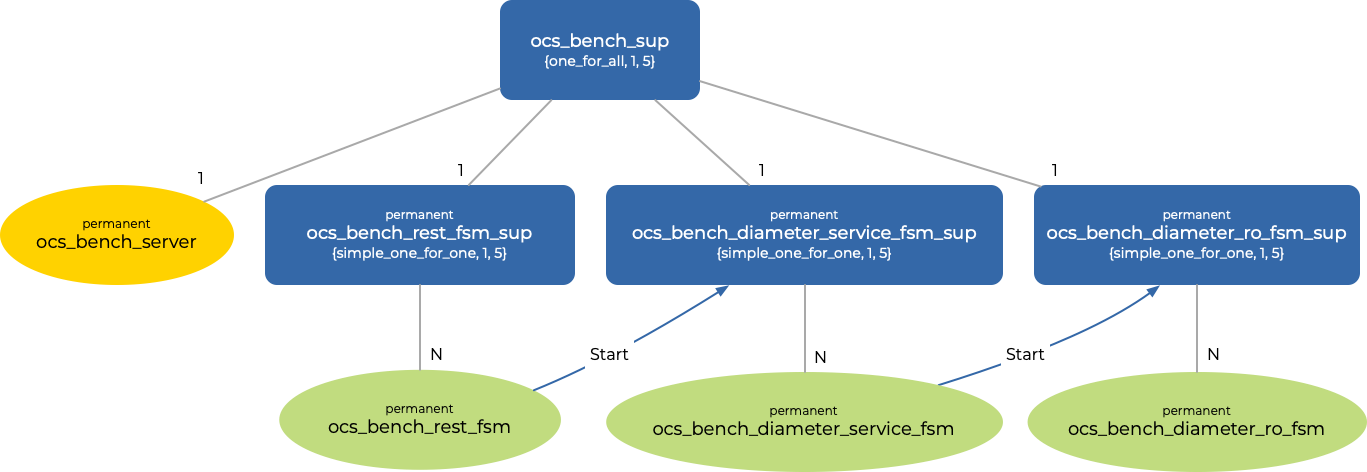 ocs_bench_sup
{one_for_all, 1, 5}
1
1
1
1
permanent
ocs_bench_server
permanent
ocs_bench_rest_fsm_sup
{simple_one_for_one, 1, 5}
permanent
ocs_bench_diameter_service_fsm_sup
{simple_one_for_one, 1, 5}
permanent
ocs_bench_diameter_ro_fsm_sup
{simple_one_for_one, 1, 5}
N
Start
N
Start
N
permanent
ocs_bench_rest_fsm
permanent
ocs_bench_diameter_service_fsm
permanent
ocs_bench_diameter_ro_fsm